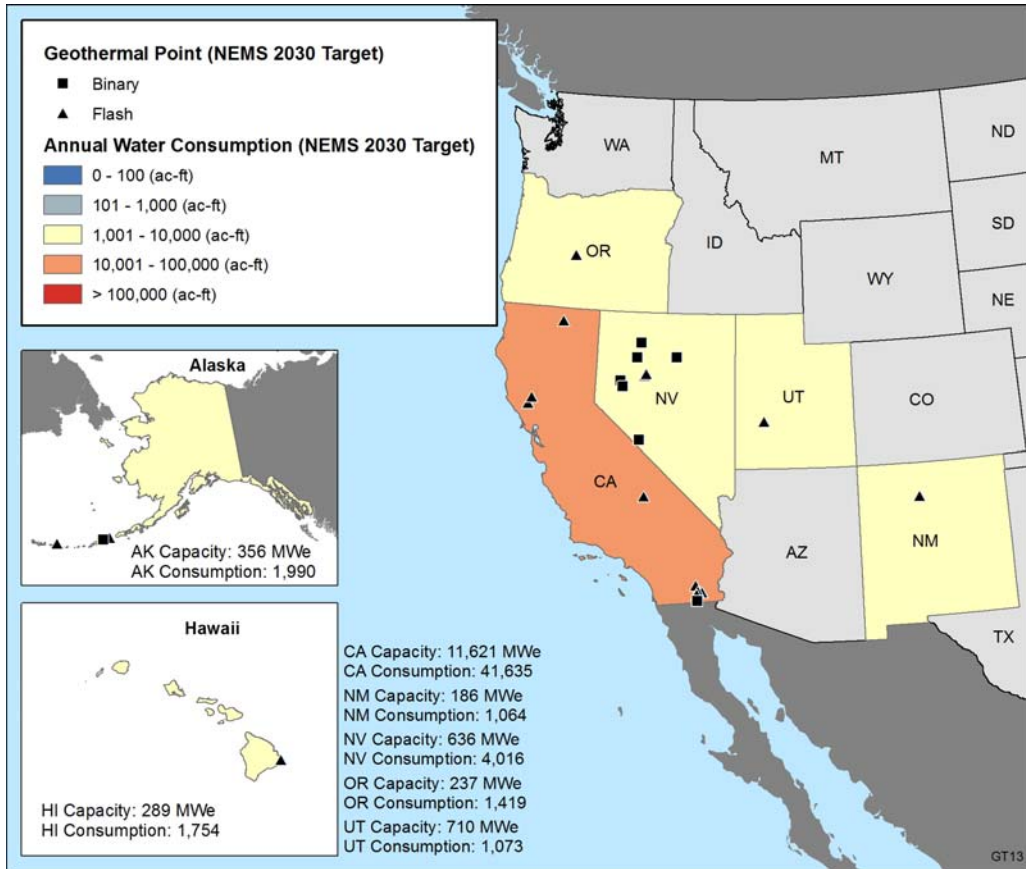 Geothermal Point (NEMS 2030 Target)
Binary
Flash
Annual Water Consumption (NEMS 2030 Target)
0 - 100 (ac-ft)
101 - 1,000 (ac-ft)
1,001 - 10,000 (ac-ft)
10,001 - 100,000 (ac-ft)
> 100,000 (ac-ft)
WA
MT
ND
OR
ID
SD
WY
NE
NV
UT
CO
CA
AZ
NM
TX
Alaska
AK Capacity: 356 MWe
AK Consumption: 1,990
Hawaii
HI Capacity: 289 MWe
HI Consumption: 1,754
CA Capacity: 11,621 MWe
CA Consumption: 41,635
NM Capacity: 186 MWe
NM Consumption: 1,064
NV Capacity: 636 MWe
NV Consumption: 4,016
OR Capacity: 237 MWe
OR Consumption: 1,419
UT Capacity: 710 MWe
UT Consumption: 1,073
GT13